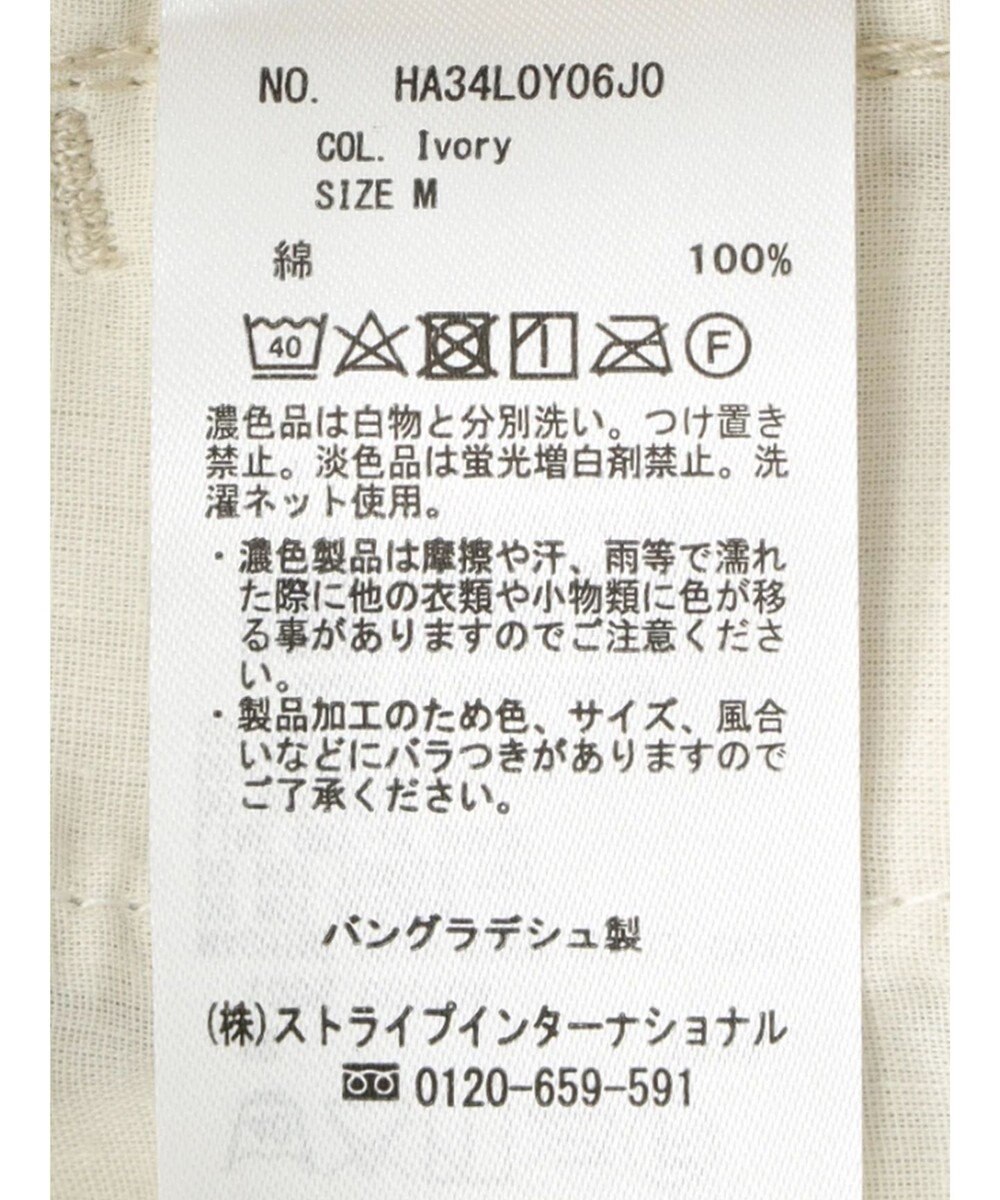 NO. HA34L0Y06J0
COL. Ivory
SIZE M
綿 100%
40 F
濃色品は白物と分別洗い。つけ置き
禁止。淡色品は蛍光増白剤禁止。洗
濯ネット使用。
・濃色製品は摩擦や汗、雨等で濡れ
た際に他の衣類や小物類に色が移
る事がありますのでご注意くださ
い。
・製品加工のため色、サイズ、風合
いなどにバラつきがありますので
ご了承ください。
バングラデシュ製
(株)ストライプインターナショナル
0120-659-591